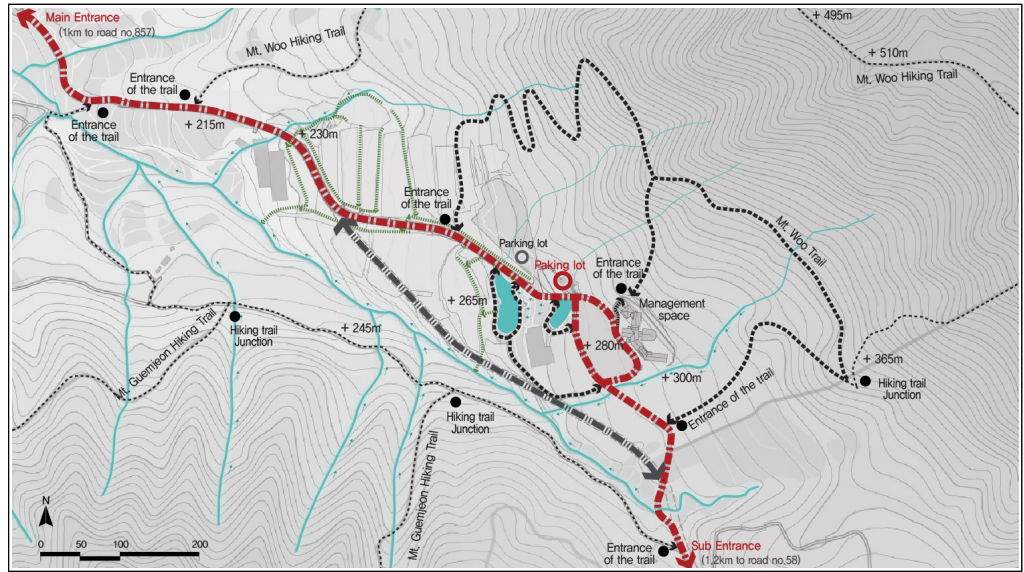 Main Entrance
(1km to road no,857)
Mt. Woo Hiking Trail
+ 495m
+ 510m
Mt. Woo Hiking Trail
Entrance
of the trail
Entrance
of the trail
+ 215m
+ 230m
Entrance
of the trail
Parking lot
Paking lot
Entrance
of the trail
Mt. Woo Trail
+ 265m
Management
space
Hiking trail
Junction
+ 245m
+ 280m
+ 300m
+ 365m
Hiking trail
Junction
Mt. Guemjeon Hiking Trail
Entrance of the trail
Hiking trail
Junction
Mt. Guemjeon Hiking Trail
N
0 50 100 200
Entrance
of the trail
Sub Entrance
(1,2km to road no,58)